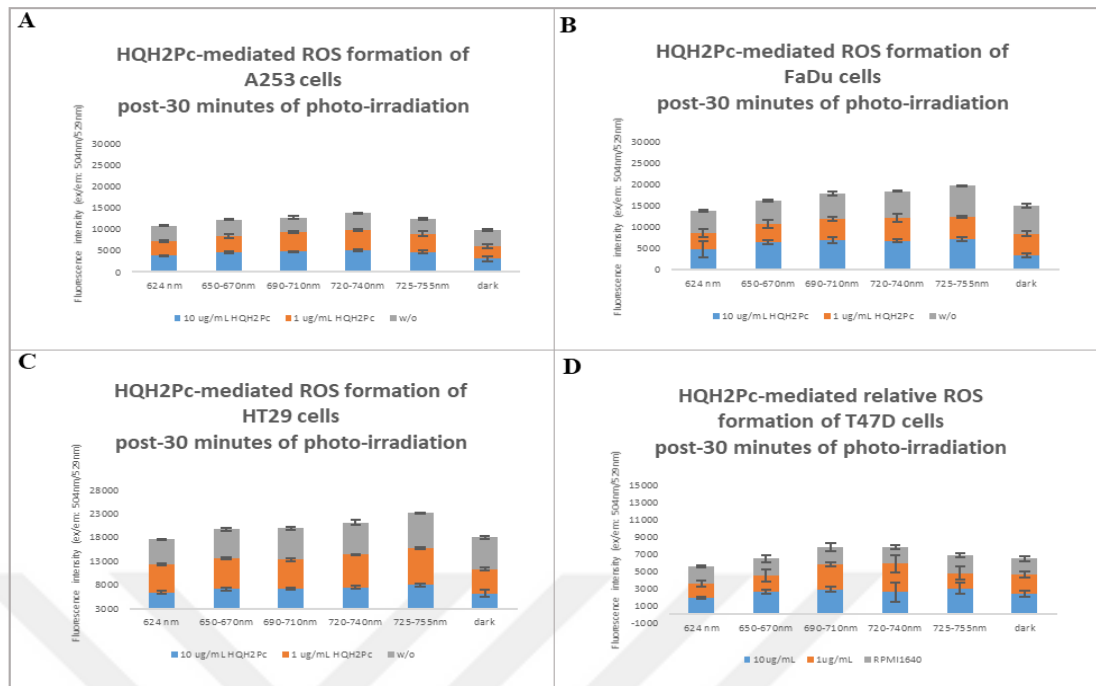 A
HQH2Pc-mediated ROS formation of
A253 cells
post-30 minutes of photo-irradiation
Fluorescence intensity (ex/em: 504nm/529nm)
30000
25000
20000
15000
10000
5000
0
624 nm 650-670nm 690-710nm 720-740nm 725-755nm dark
10 ug/mL HQH2Pc 1 ug/mL HQH2Pc w/o
B
HQH2Pc-mediated ROS formation of
FaDu cells
post-30 minutes of photo-irradiation
Fluorescence intensity (ex/em: 504nm/529nm)
30000
25000
20000
15000
10000
5000
0
624 nm 650-670nm 690-710nm 720-740nm 725-755nm dark
10 ug/mL HQH2Pc 1 ug/mL HQH2Pc w/o
C
HQH2Pc-mediated ROS formation of
HT29 cells
post-30 minutes of photo-irradiation
Fluorescence intensity (ex/em: 504nm/529nm)
28000
23000
18000
13000
8000
3000
624 nm 650-670nm 690-710nm 720-740nm 725-755nm dark
10 ug/mL HQH2Pc 1 ug/mL HQH2Pc w/o
D
HQH2Pc-mediated relative ROS
formation of T47D cells
post-30 minutes of photo-irradiation
Fluorescence intensity (ex/em: 504nm/529nm)
15000
13000
11000
9000
7000
5000
3000
1000
-1000
624 nm 650-670nm 690-710nm 720-740nm 725-755nm dark
10ug/mL 1ug/mL RPMI1640